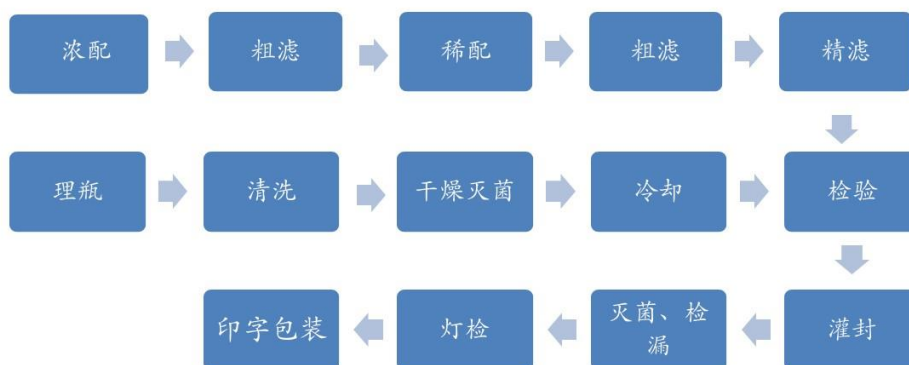 浓配
粗滤
稀配
粗滤
精滤
理瓶
清洗
干燥灭菌
冷却
检验
印字包装
灯检
灭菌、检
漏
灌封